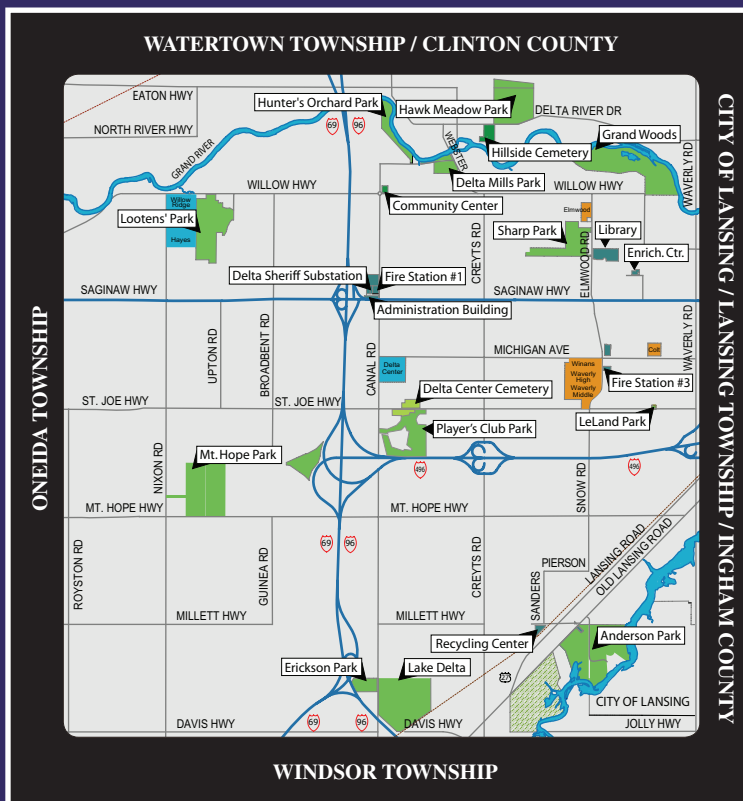 WATERTOWN TOWNSHIP / CLINTON COUNTY
EATON HWY
Hunter's Orchard Park
Hawk Meadow Park
DELTA RIVER DR
NORTH RIVER HWY
69
96
WEBSTER
Grand Woods
GRAND RIVER
Hillside Cemetery
WAVERLY RD
Delta Mills Park
WILLOW HWY
WILLOW HWY
Willow
Ridge
Community Center
Elmwood
Lootens' Park
Hayes
Sharp Park
Library
CREYTS RD
ELMWOOD RD
Enrich. Ctr.
Delta Sheriff Substation
Fire Station #1
SAGINAW HWY
SAGINAW HWY
Administration Building
UPTON RD
BROADBENT RD
CANAL RD
WAVERLY RD
MICHIGAN AVE
Colt
Delta
Center
Winans
Waverly
High
Waverly
Middle
Fire Station #3
Delta Center Cemetery
ST. JOE HWY
ST. JOE HWY
LeLand Park
Player's Club Park
NIXON RD
Mt. Hope Park
496
496
SNOW RD
MT. HOPE HWY
MT. HOPE HWY
69
96
LANSING ROAD
OLD LANSING ROAD
ROYSTON RD
GUINEA RD
CREYTS RD
PIERSON
SANDERS
MILLETT HWY
MILLETT HWY
Anderson Park
Recycling Center
Erickson Park
Lake Delta
CITY OF LANSING
69
96
DAVIS HWY
DAVIS HWY
JOLLY HWY
ONEIDA TOWNSHIP
CITY OF LANSING / LANSING TOWNSHIP / INGHAM COUNTY
WINDSOR TOWNSHIP